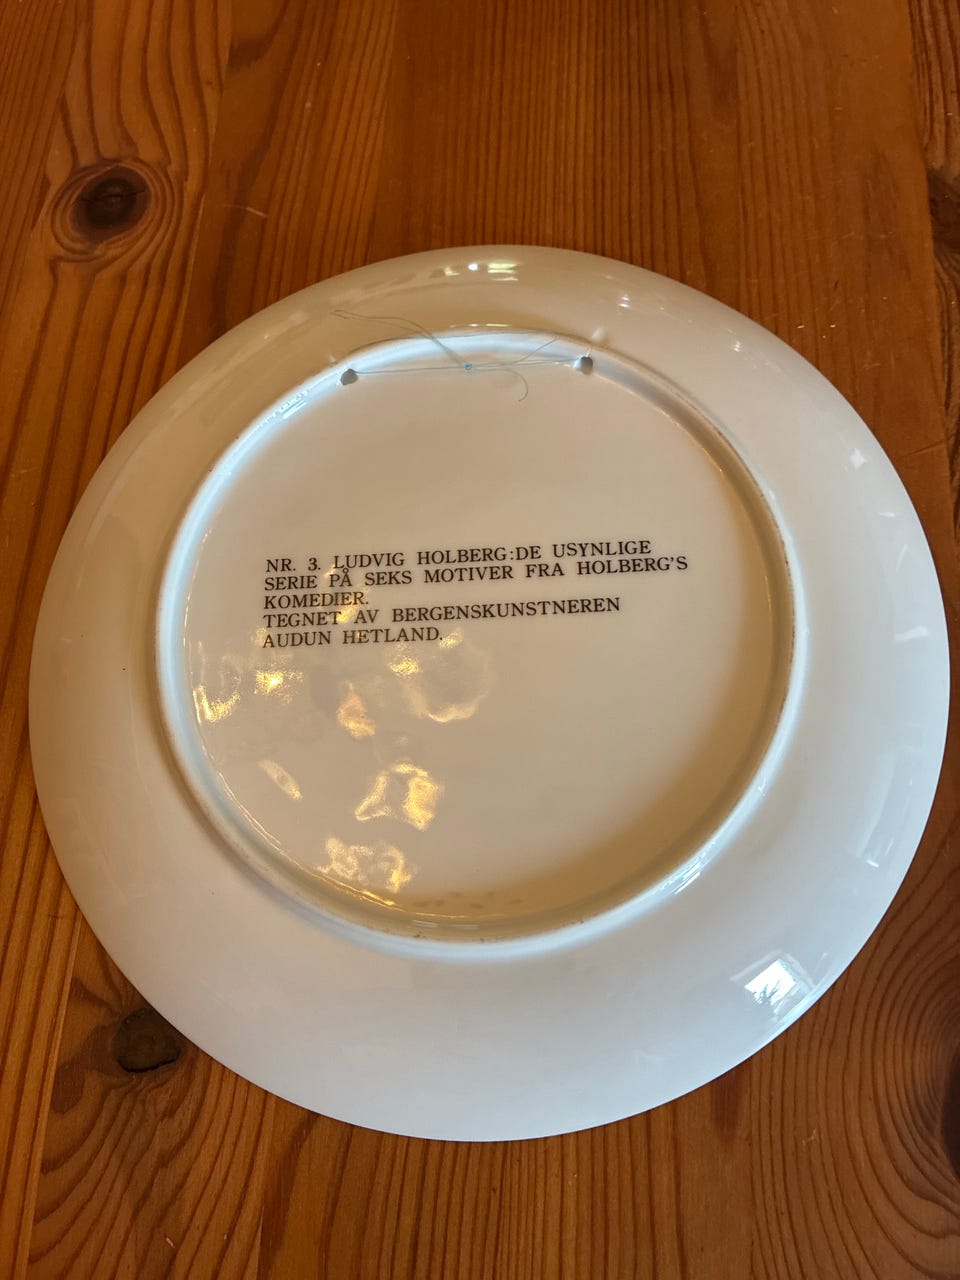 NR. 3. LUDVIG HOLBERG:DE USYNLIGE
SERIE PÅ SEKS MOTIVER FRA HOLBERG'S
KOMEDIER.
TEGNET AV BERGENSKUNSTNEREN
AUDUN HETLAND.